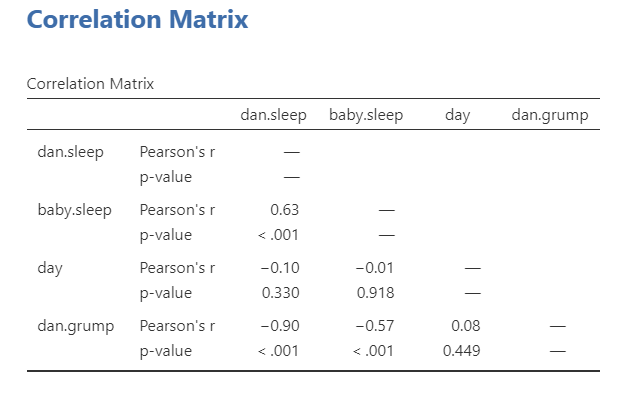 Correlation Matrix
Correlation Matrix
dan.sleep baby.sleep day dan.grump
dan.sleep Pearson's r —
p-value —
baby.sleep Pearson's r 0.63 —
p-value < .001 —
day Pearson's r −0.10 −0.01 —
p-value 0.330 0.918 —
dan.grump Pearson's r −0.90 −0.57 0.08 —
p-value < .001 < .001 0.449 —